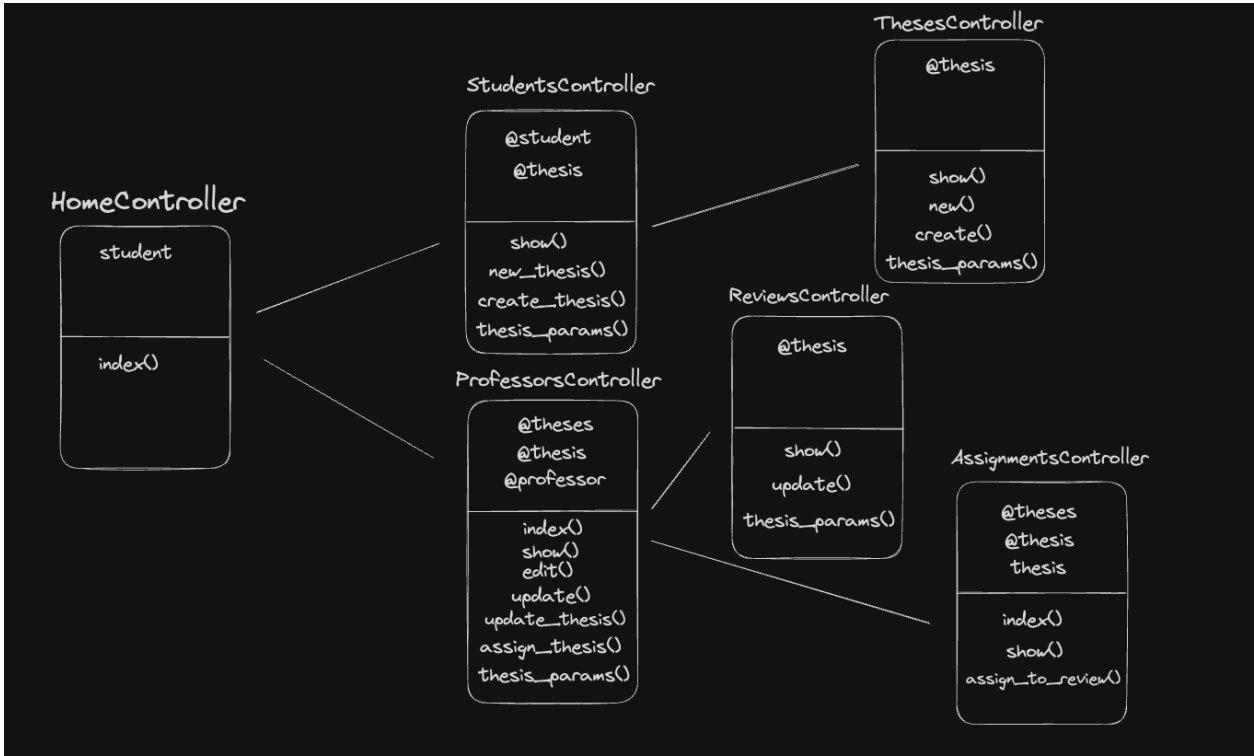 HomeController
student
index()
StudentsController
@student
@thesis
show()
new_thesis()
create_thesis()
thesis_params()
ThesesController
@thesis
show()
new()
create()
thesis_params()
ProfessorsController
@theses
@thesis
@professor
index()
show()
edit()
update()
update_thesis()
assign_thesis()
thesis_params()
ReviewsController
@thesis
show()
update()
thesis_params()
AssignmentsController
@theses
@thesis
thesis
index()
show()
assign_to_review()